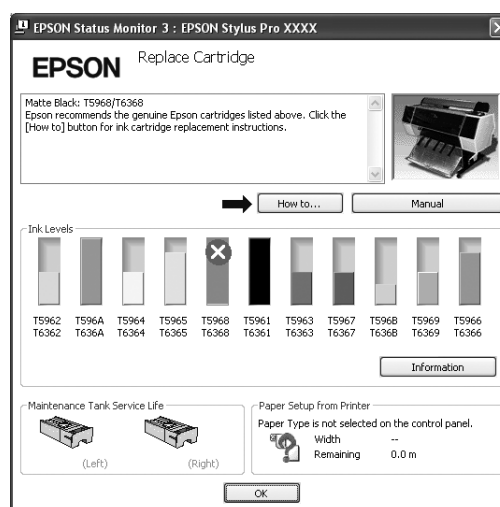 EPSON Status Monitor 3 : EPSON Stylus Pro XXXX
EPSON
Replace Cartridge
Matte Black: T5968/T6368
Epson recommends the genuine Epson cartridges listed above. Click the
[How to] button for ink cartridge replacement instructions.
How to...
Manual
Ink Levels
T5962 T596A T5964 T5965 T5968 T5961 T5963 T5967 T596B T5969 T5966
T6362 T636A T6364 T6365 T6368 T6361 T6363 T6367 T636B T6369 T6366
Information
Maintenance Tank Service Life
(Left) (Right)
Paper Setup from Printer
Paper Type is not selected on the control panel.
Width --
Remaining 0.0 m
OK